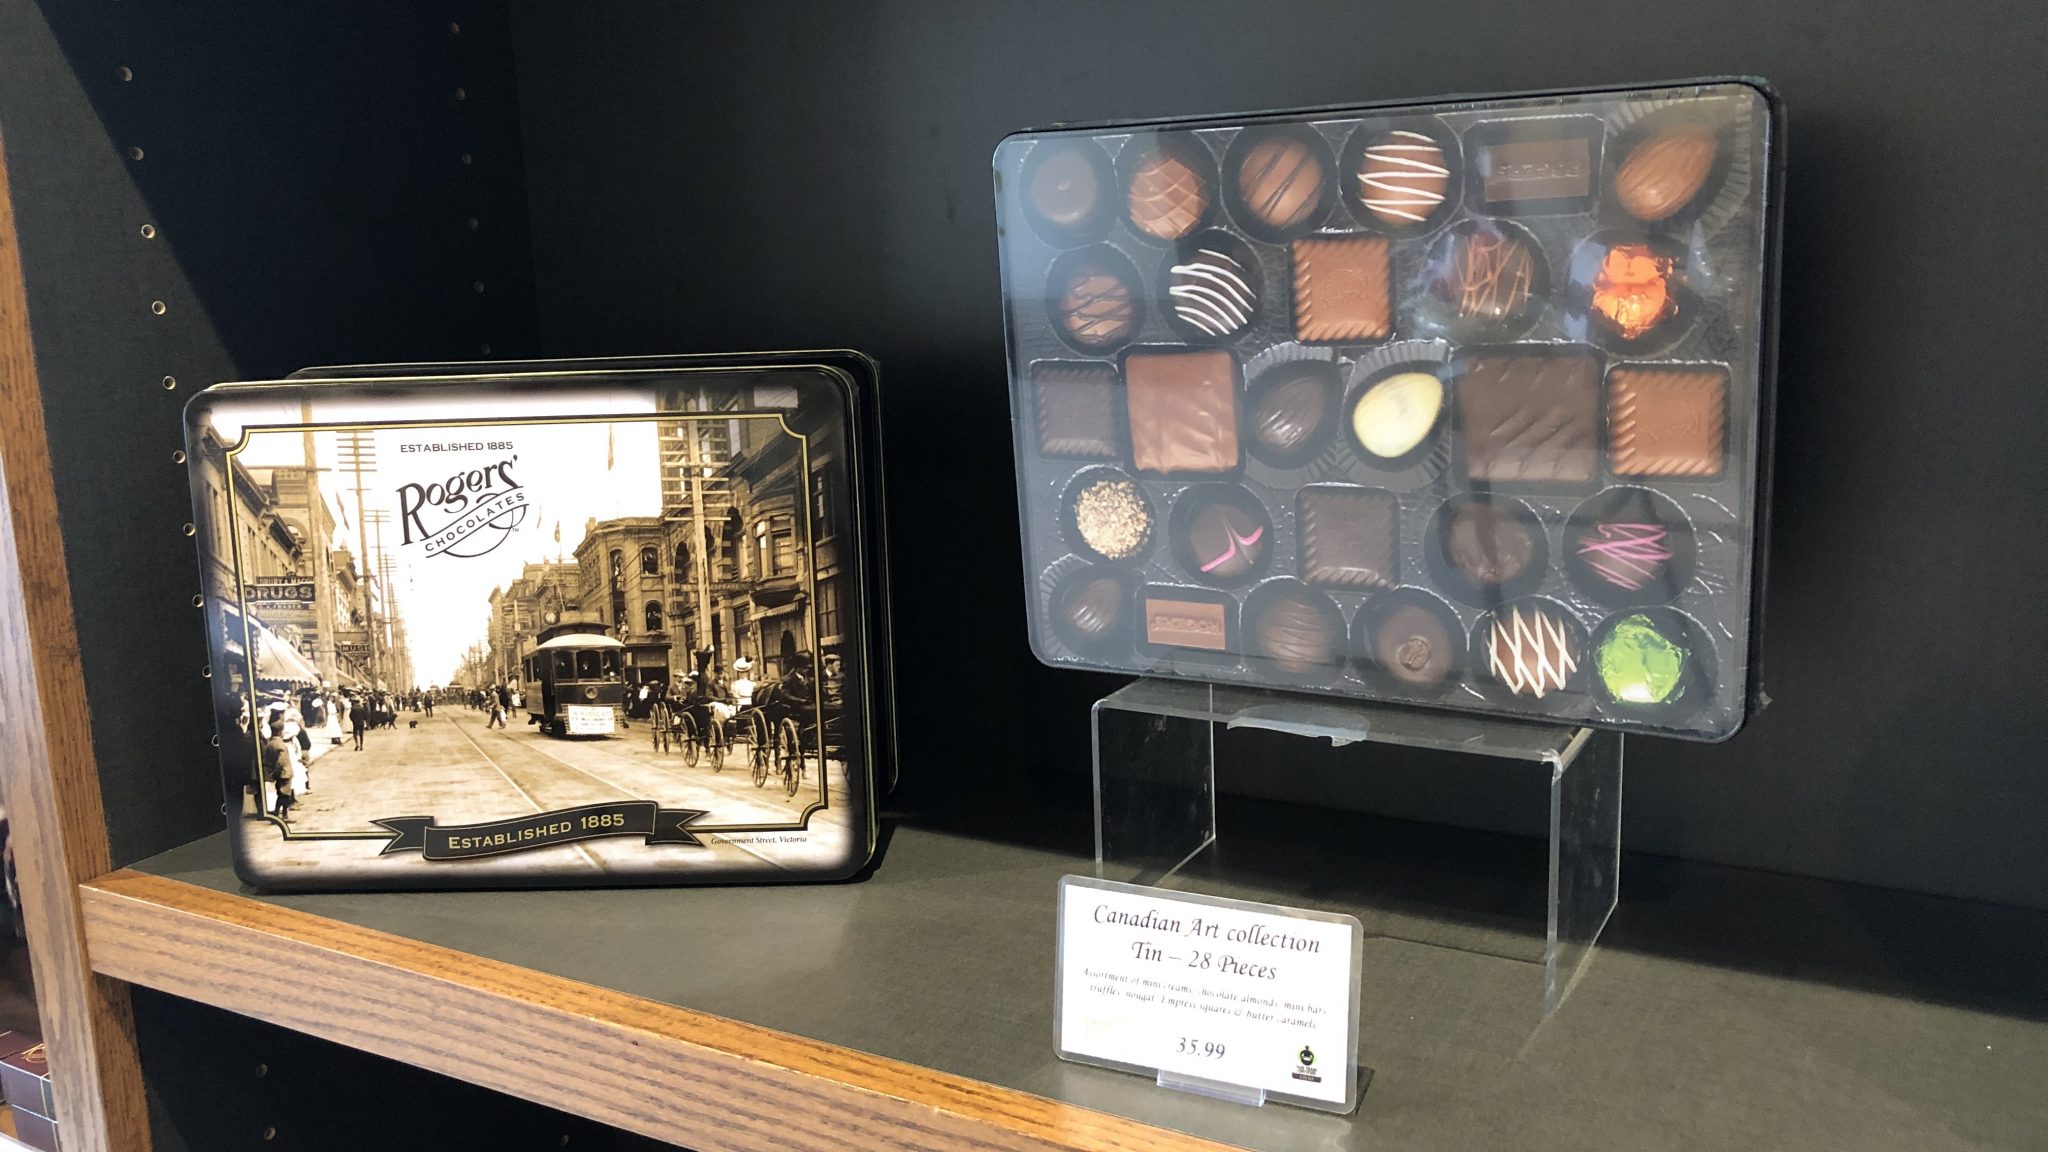 ESTABLISHED 1885
Rogers'
CHOCOLATES
DRUGS
MUSIC
ESTABLISHED 1885
Government Street, Victoria
Canadian Art collection
Tin – 28 Pieces
Assortment of mini creams, chocolate almonds, mini bars,
truffles, nougat, Empress squares & butter caramels
35.99